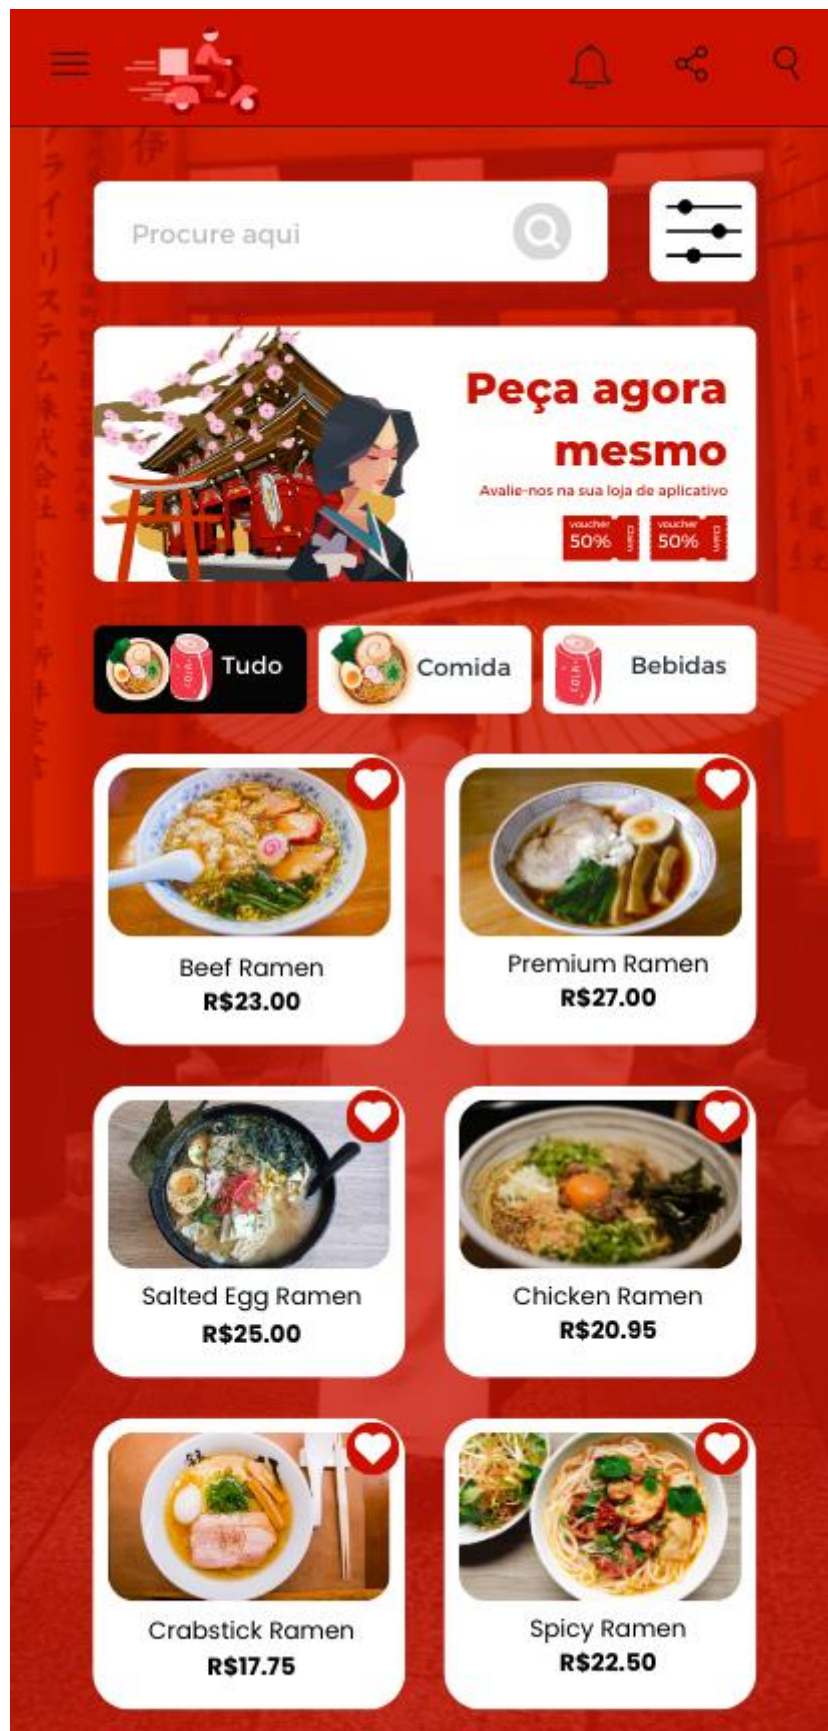 Procure aqui
Peça agora
mesmo
Avalie-nos na sua loja de aplicativo
voucher
50%
Claim
voucher
50%
Claim
Tudo
Comida
Bebidas
Beef Ramen
R$23.00
Premium Ramen
R$27.00
Salted Egg Ramen
R$25.00
Chicken Ramen
R$20.95
Crabstick Ramen
R$17.75
Spicy Ramen
R$22.50